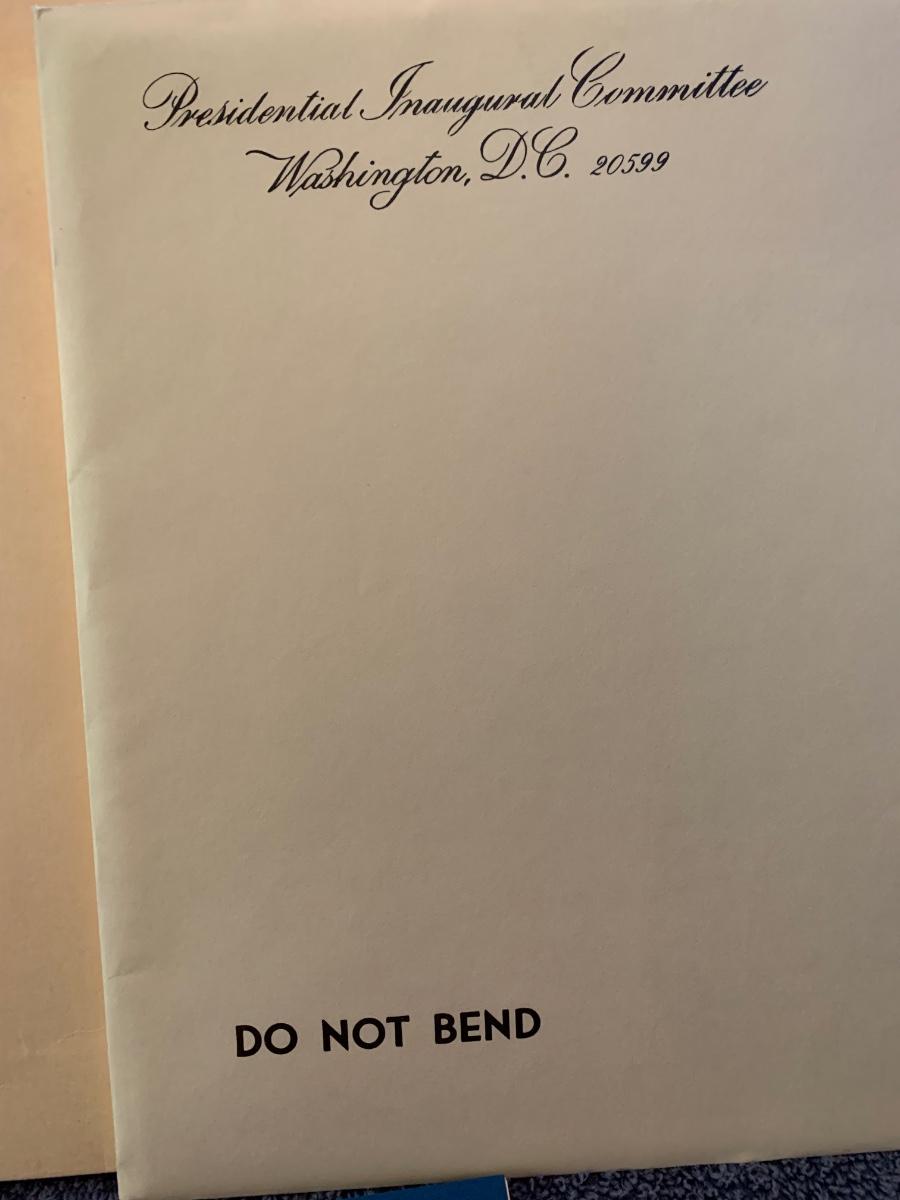 Presidential Inaugural Committee
Washington, D.C. 20599
DO NOT BEND